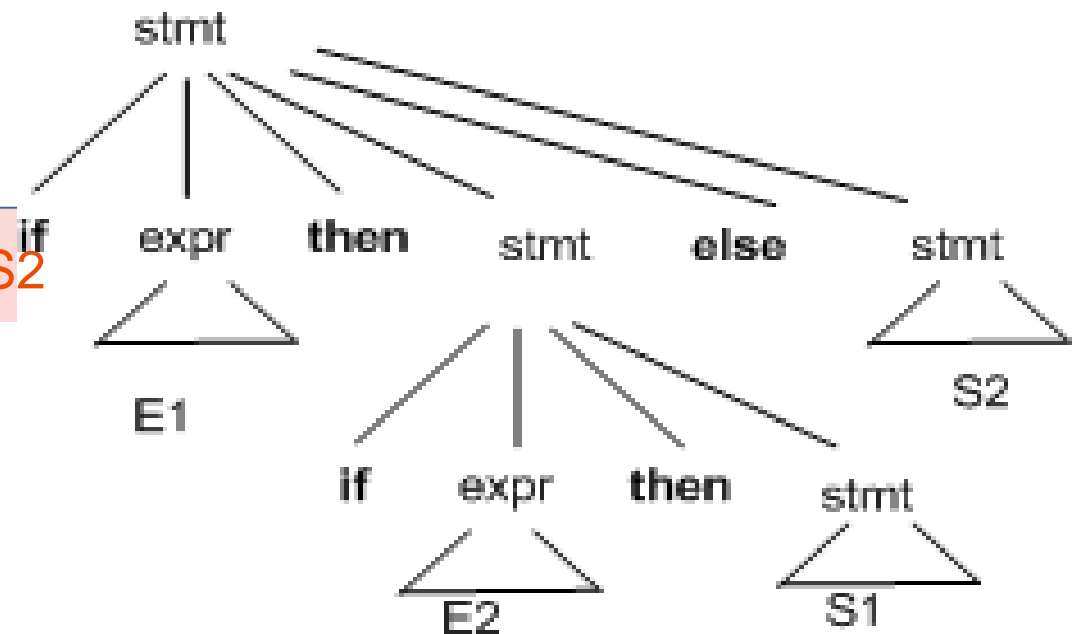 stmt
if expr then stmt else stmt
S2
E1 S2
if expr then stmt
E2 S1